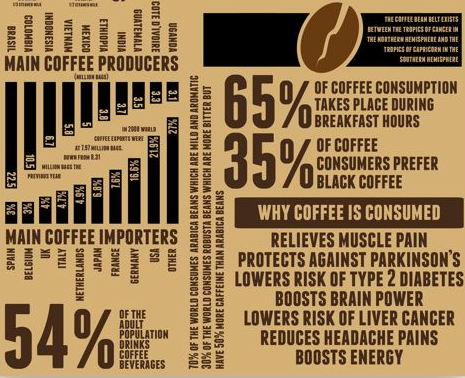 BRASIL
COLOMBIA
INDONESIA
VIETNAM
MEXICO
ETHIOPIA
INDIA
GUATEMALA
COTE D'IVOIRE
UGANDA
MAIN COFFEE PRODUCERS
(MILLION BAGS)
22.5
10.5
6.7
5.8
5
3.8
3.7
3.5
3.3
3.1
IN 2009 WORLD
COFFEE EXPORTS WERE
AT 7.97 MILLION BAGS.
DOWN FROM 8.31
MILLION BAGS THE
PREVIOUS YEAR
3%
3%
4%
4.7%
4.9%
6.8%
7.6%
16.6%
21.9%
27%
MAIN COFFEE IMPORTERS
SPAIN
BELGIUM
UK
ITALY
NETHERLANDS
JAPAN
FRANCE
GERMANY
USA
OTHER
54%
OF THE
ADULT
POPULATION
DRINKS
COFFEE
BEVERAGES
70% OF THE WORLD CONSUMES ARABICA BEANS WHICH ARE MILD AND AROMATIC
30% OF THE WORLD CONSUMES ROBUSTA BEANS WHICH ARE MORE BITTER BUT
HAVE 50% MORE CAFFEINE THAN ARABICA BEANS
THE COFFEE BEAN BELT EXISTS
BETWEEN THE TROPICS OF CANCER IN
THE NORTHERN HEMISPHERE AND THE
TROPICS OF CAPRICORN IN THE
SOUTHERN HEMISPHERE
65%
OF COFFEE CONSUMPTION
TAKES PLACE DURING
BREAKFAST HOURS
35%
OF COFFEE
CONSUMERS PREFER
BLACK COFFEE
WHY COFFEE IS CONSUMED
RELIEVES MUSCLE PAIN
PROTECTS AGAINST PARKINSON'S
LOWERS RISK OF TYPE 2 DIABETES
BOOSTS BRAIN POWER
LOWERS RISK OF LIVER CANCER
REDUCES HEADACHE PAINS
BOOSTS ENERGY